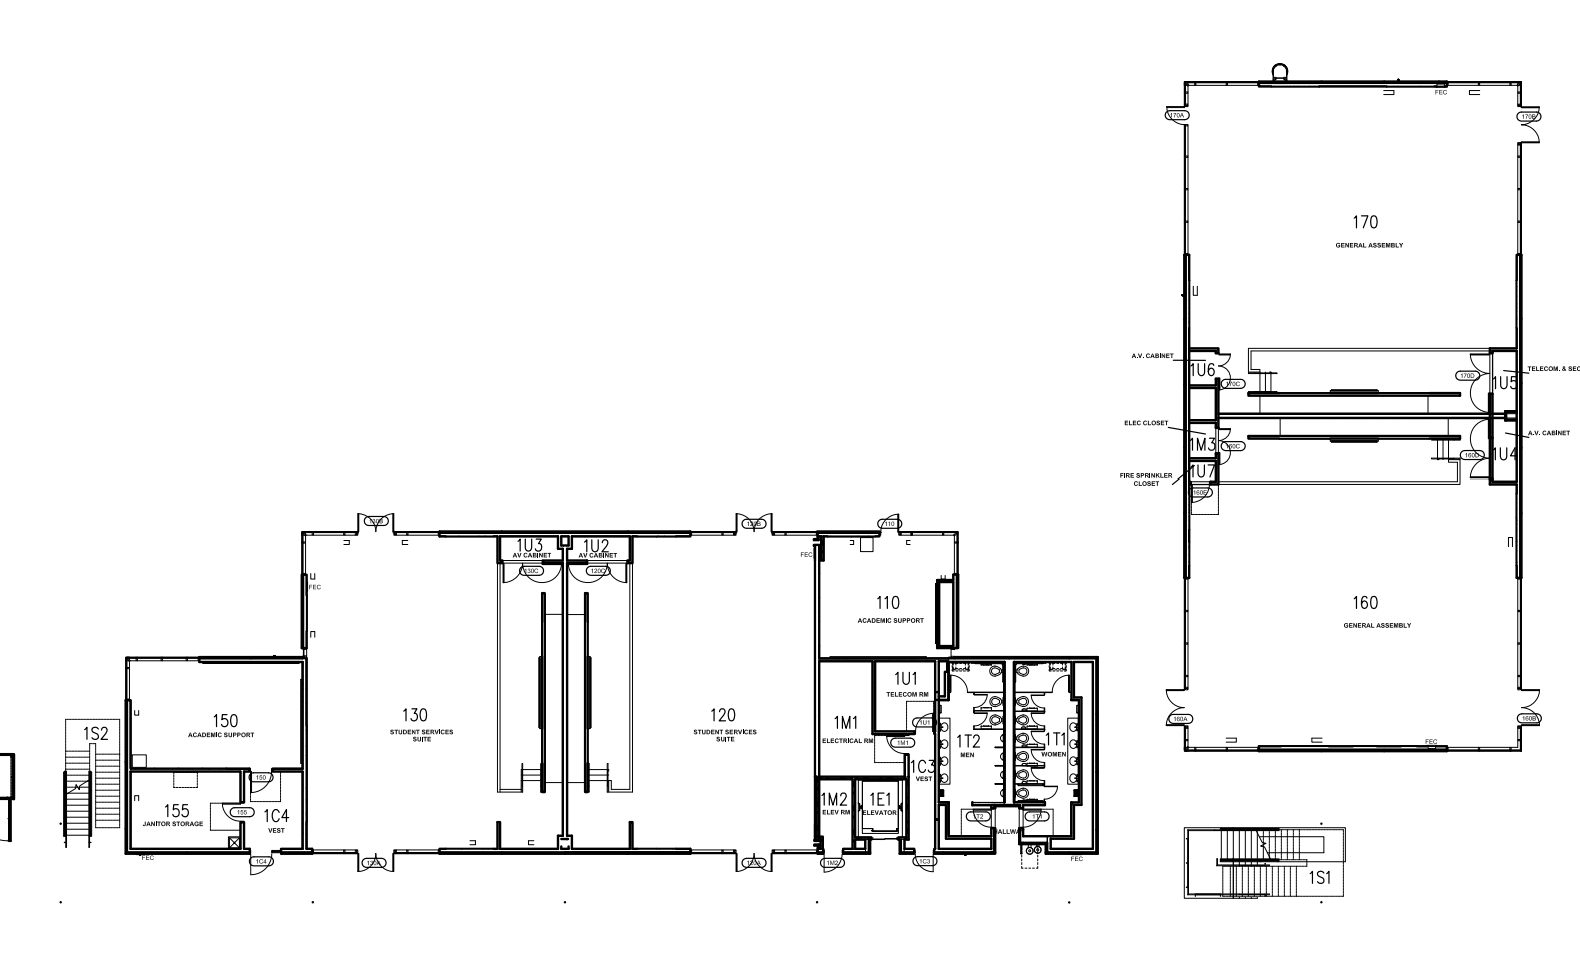 FEC
170A
170B
170
GENERAL ASSEMBLY
A.V. CABINET
1U6
170C
170D
1U5
TELECOM. & SEC
ELEC CLOSET
1M3
160C
160D
A.V. CABINET
1U4
FIRE SPRINKLER
CLOSET
1U7
160E
160
GENERAL ASSEMBLY
160A
160B
FEC
130B
120B
110
1U3
AV CABINET
1U2
AV CABINET
FEC
130C
120C
FEC
110
ACADEMIC SUPPORT
150
ACADEMIC SUPPORT
130
STUDENT SERVICES
SUITE
120
STUDENT SERVICES
SUITE
1U1
TELECOM RM
1U1
1M1
ELECTRICAL RM
1M1
1T2
MEN
1T1
WOMEN
1S2
1C3
VEST
150
155
JANITOR STORAGE
155
1C4
VEST
1M2
ELEV RM
1E1
ELEVATOR
1T2
1T1
FEC
1C4
130A
120A
1M2
1C3
FEC
1S1